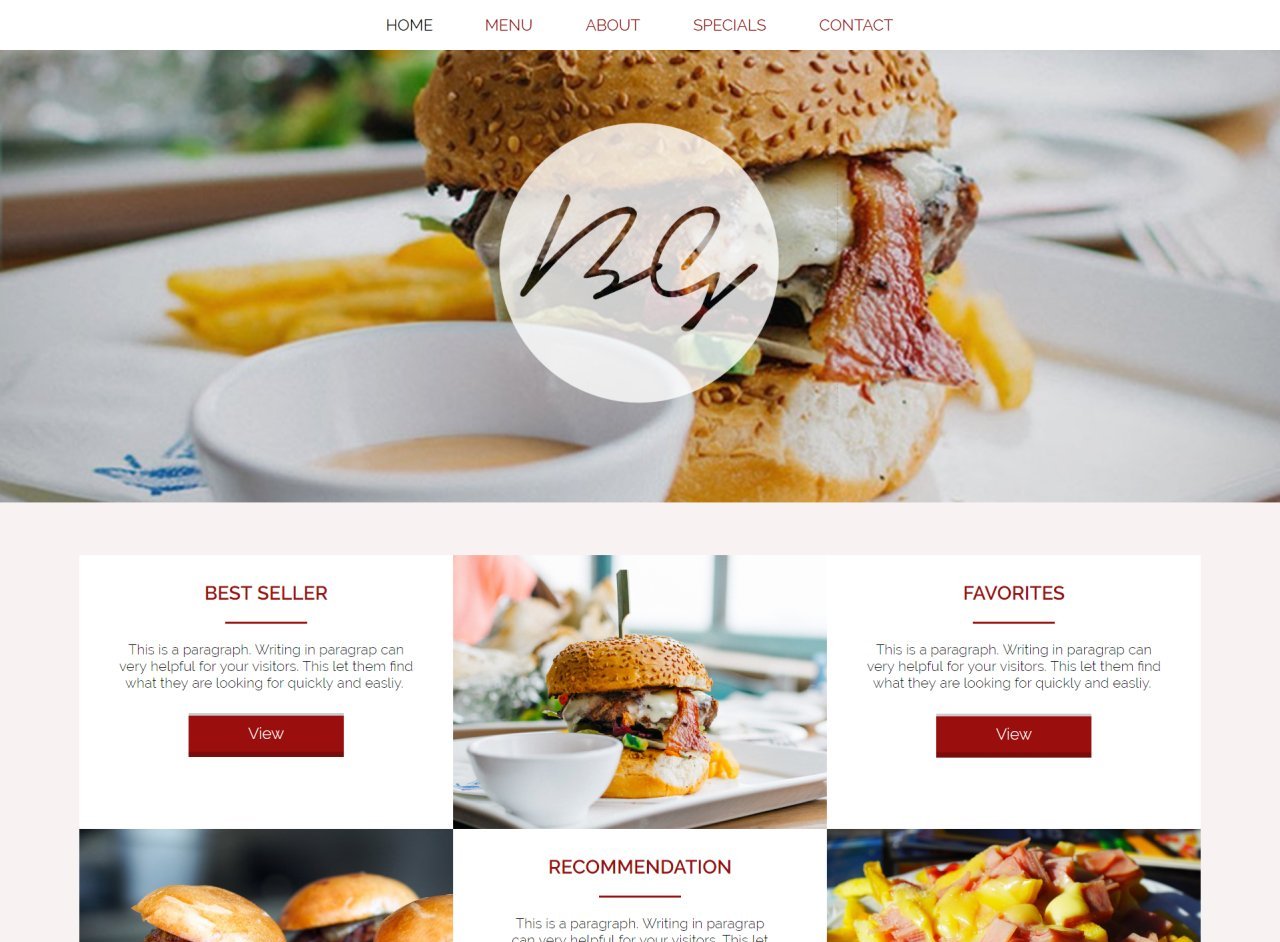 HOME MENU ABOUT SPECIALS CONTACT
BG
BEST SELLER
This is a paragraph. Writing in paragrap can
very helpful for your visitors. This let them find
what they are looking for quickly and easliy.
View
FAVORITES
This is a paragraph. Writing in paragrap can
very helpful for your visitors. This let them find
what they are looking for quickly and easliy.
View
RECOMMENDATION
This is a paragraph. Writing in paragrap
can very helpful for your visitors. This let